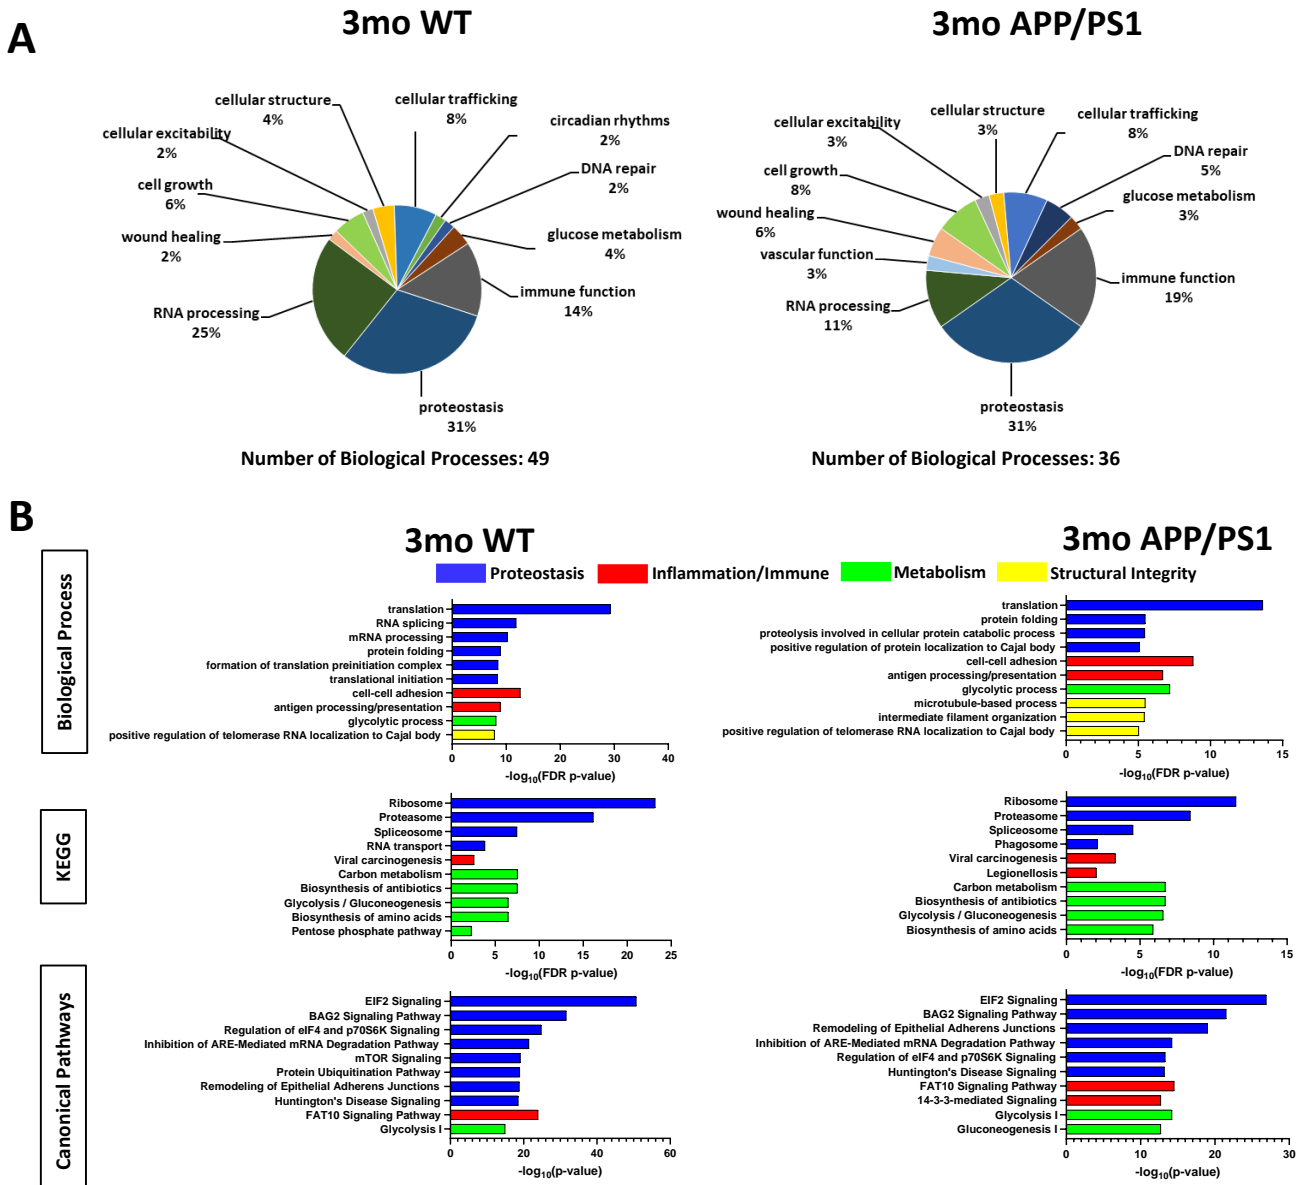 A
3mo WT
3mo APP/PS1
cellular structure
4%
cellular trafficking
8%
circadian rhythms
2%
cellular excitability
2%
DNA repair
2%
cell growth
6%
glucose metabolism
4%
wound healing
2%
immune function
14%
RNA processing
25%
proteostasis
31%
Number of Biological Processes: 49
cellular structure
3%
cellular trafficking
8%
cellular excitability
3%
DNA repair
5%
cell growth
8%
glucose metabolism
3%
wound healing
6%
vascular function
3%
immune function
19%
RNA processing
11%
proteostasis
31%
Number of Biological Processes: 36
B
3mo WT
3mo APP/PS1
Proteostasis Inflammation/Immune Metabolism Structural Integrity
Biological Process
translation
RNA splicing
mRNA processing
protein folding
formation of translation preinitiation complex
translational initiation
cell-cell adhesion
antigen processing/presentation
glycolytic process
positive regulation of telomerase RNA localization to Cajal body
0 10 20 30 40
-log10(FDR p-value)
translation
protein folding
proteolysis involved in cellular protein catabolic process
positive regulation of protein localization to Cajal body
cell-cell adhesion
antigen processing/presentation
glycolytic process
microtubule-based process
intermediate filament organization
positive regulation of telomerase RNA localization to Cajal body
0 5 10 15
-log10(FDR p-value)
KEGG
Ribosome
Proteasome
Spliceosome
RNA transport
Viral carcinogenesis
Carbon metabolism
Biosynthesis of antibiotics
Glycolysis / Gluconeogenesis
Biosynthesis of amino acids
Pentose phosphate pathway
0 5 10 15 20 25
-log10(FDR p-value)
Ribosome
Proteasome
Spliceosome
Phagosome
Viral carcinogenesis
Legionellosis
Carbon metabolism
Biosynthesis of antibiotics
Glycolysis / Gluconeogenesis
Biosynthesis of amino acids
0 5 10 15
-log10(FDR p-value)
Canonical Pathways
EIF2 Signaling
BAG2 Signaling Pathway
Regulation of eIF4 and p70S6K Signaling
Inhibition of ARE-Mediated mRNA Degradation Pathway
mTOR Signaling
Protein Ubiquitination Pathway
Remodeling of Epithelial Adherens Junctions
Huntington's Disease Signaling
FAT10 Signaling Pathway
Glycolysis I
0 20 40 60
-log10(p-value)
EIF2 Signaling
BAG2 Signaling Pathway
Remodeling of Epithelial Adherens Junctions
Inhibition of ARE-Mediated mRNA Degradation Pathway
Regulation of eIF4 and p70S6K Signaling
Huntington's Disease Signaling
FAT10 Signaling Pathway
14-3-3-mediated Signaling
Glycolysis I
Gluconeogenesis I
0 10 20 30
-log10(p-value)